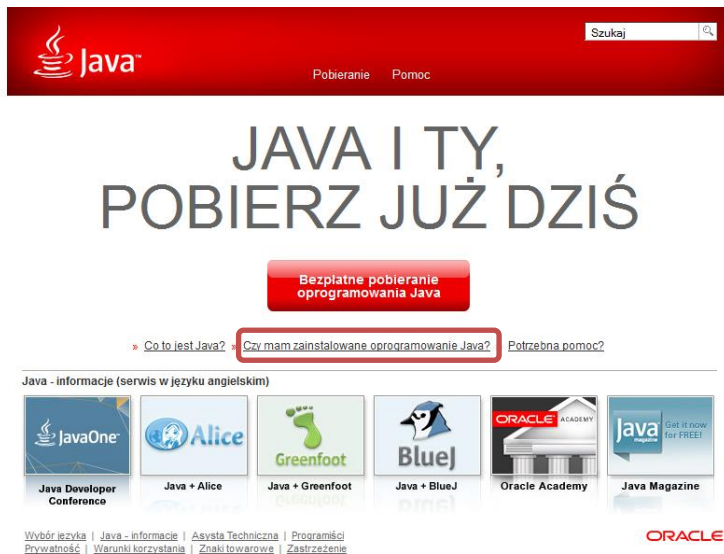 Java™
Szukaj
Pobieranie Pomoc
JAVA I TY,
POBIERZ JUŻ DZIŚ
Bezpłatne pobieranie
oprogramowania Java
» Co to jest Java? » Czy mam zainstalowane oprogramowanie Java? Potrzebna pomoc?
Java - informacje (serwis w języku angielskim)
JavaOne™
Alice
Greenfoot
BlueJ
ORACLE ACADEMY
Java magazine
Get it now
for FREE!
Java Developer
Conference
Java + Alice
Java + Greenfoot
Java + BlueJ
Oracle Academy
Java Magazine
Wybór języka | Java - informacje | Asysta Techniczna | Programiści
Prywatność | Warunki korzystania | Znaki towarowe | Zastrzeżenie
ORACLE